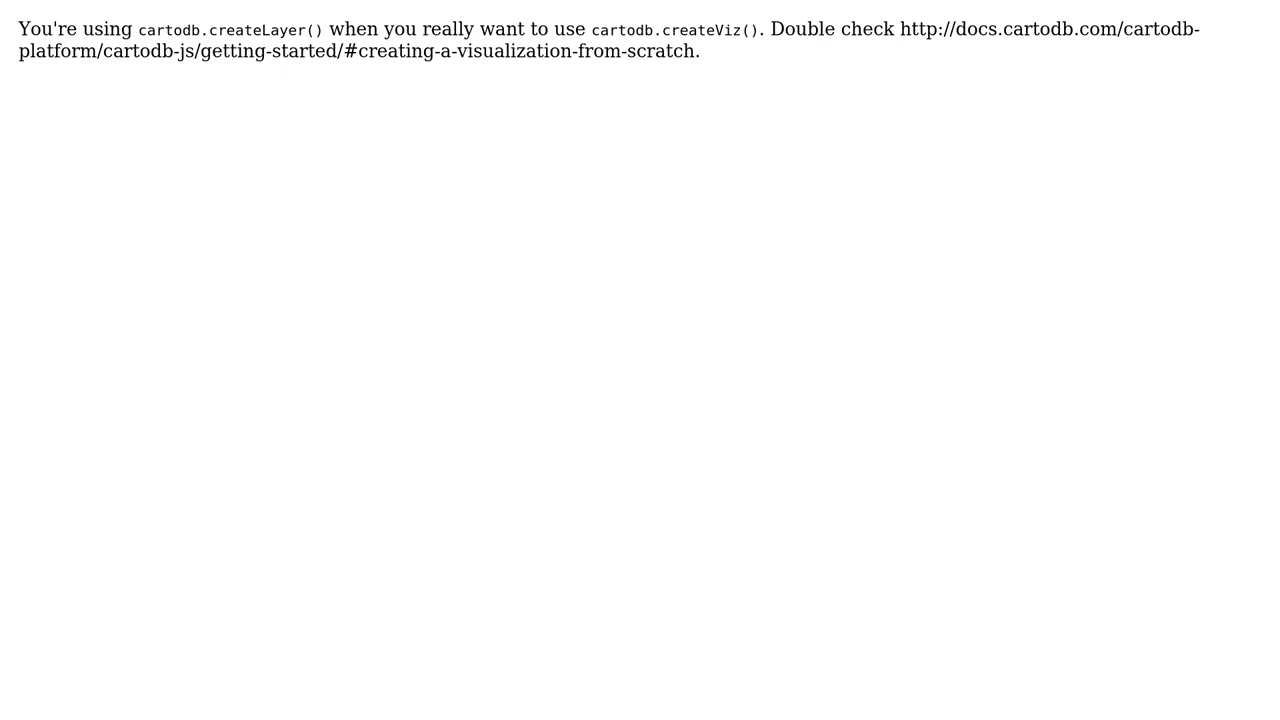 You're using cartodb.createLayer() when you really want to use cartodb.createViz(). Double check http://docs.cartodb.com/cartodb-
platform/cartodb-js/getting-started/#creating-a-visualization-from-scratch.